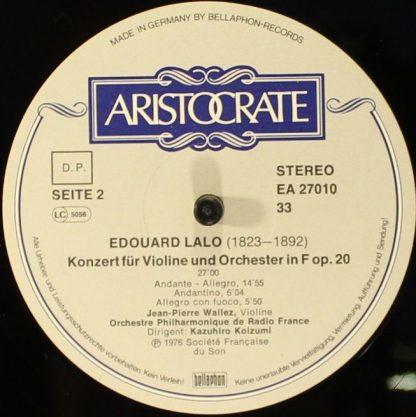 MADE IN GERMANY BY BELLAPHON-RECORDS
ARISTOCRATE
D.P.
SEITE 2
LC 5056
STEREO
EA 27010
33
EDOUARD LALO (1823—1892)
Konzert für Violine und Orchester in F op. 20
27'00
Andante - Allegro, 14'55
Andantino, 6'04
Allegro con fuoco, 5'50
Jean-Pierre Wallez, Violine
Orchestre Philharmonique de Radio France
Dirigent: Kazuhiro Koizumi
Ⓟ 1976 Société Française
du Son
Alle Urheber- und Leistungsschutzrechte vorbehalten. Kein Verleih!
Keine unerlaubte Vervielfältigung, Vermietung, Aufführung, Sendung!
bellaphon